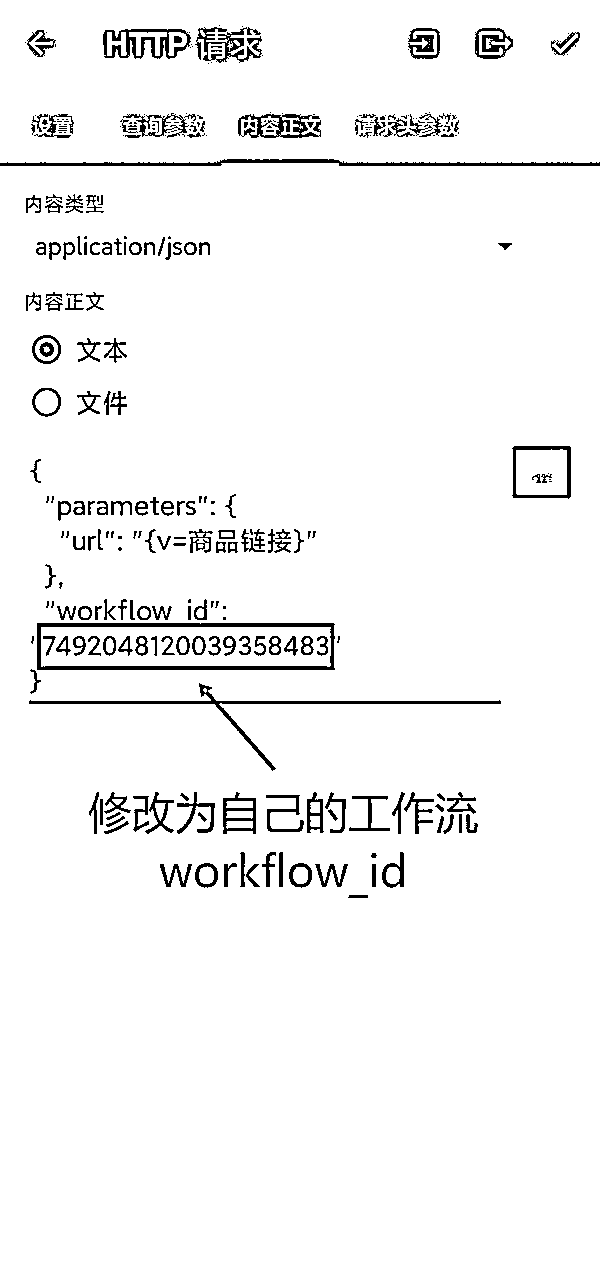 HTTP 请求
设置 查询参数 内容正文 请求头参数
内容类型
application/json
内容正文
文本
文件
{
"parameters": {
"url": "{v=商品链接}"
},
"workflow_id":
"7492048120039358483"
}
修改为自己的工作流
workflow_id